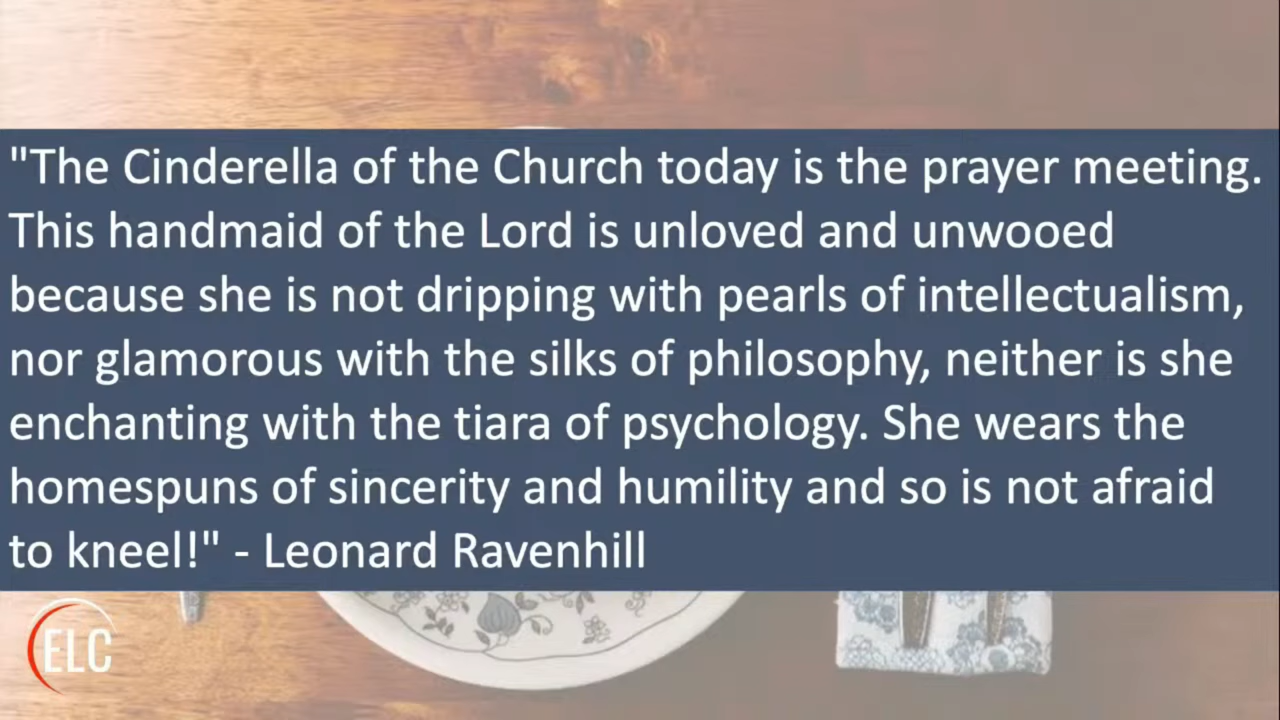 "The Cinderella of the Church today is the prayer meeting.
This handmaid of the Lord is unloved and unwooed
because she is not dripping with pearls of intellectualism,
nor glamorous with the silks of philosophy, neither is she
enchanting with the tiara of psychology. She wears the
homespuns of sincerity and humility and so is not afraid
to kneel!" - Leonard Ravenhill
ELC